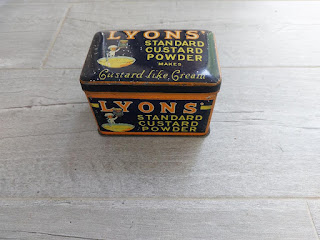 LYONS'
STANDARD
CUSTARD
POWDER
MAKES
"Custard Like Cream"
LYONS'
STANDARD
CUSTARD
POWDER